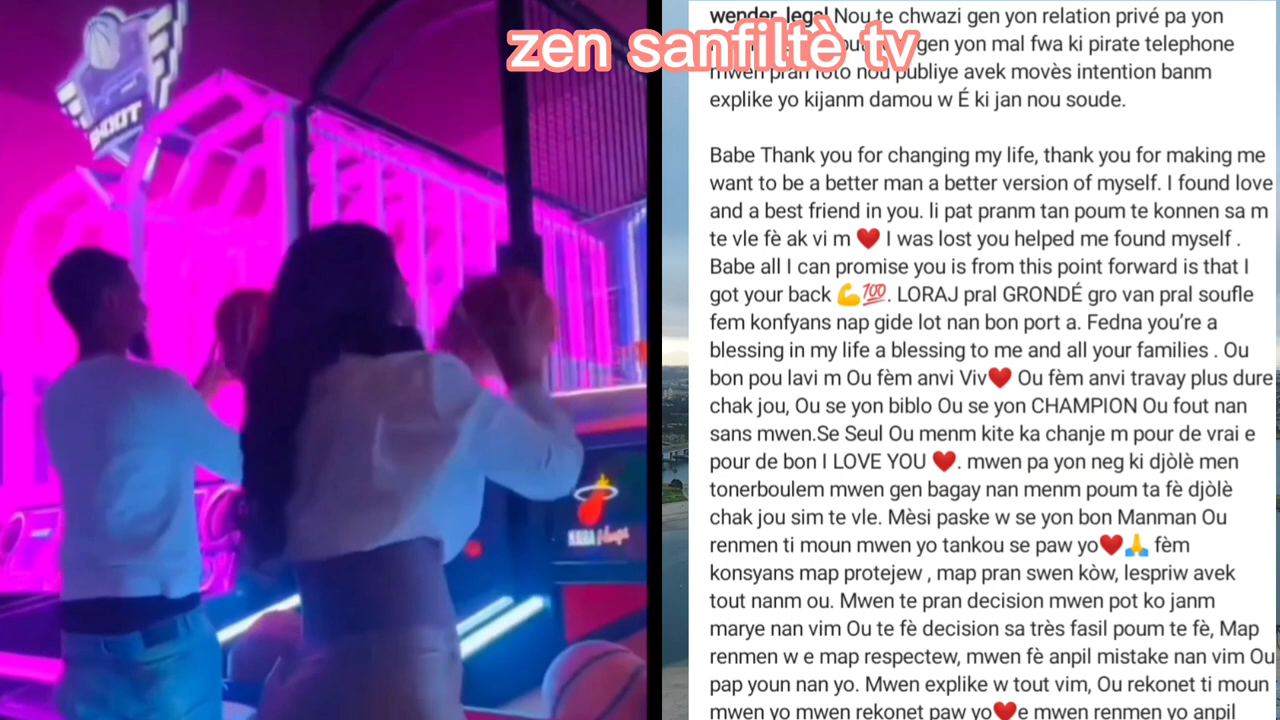 zen sanfiltè tv
SHOOT
wender_legal Nou te chwazi gen yon relation privé pa yon
gen yon mal fwa ki pirate telephone
mwen pran foto nou publiye avek movès intention banm
explike yo kijanm damou w É ki jan nou soude.
Babe Thank you for changing my life, thank you for making me
want to be a better man a better version of myself. I found love
and a best friend in you. li pat pranm tan poum te konnen sa m
te vle fè ak vi m ❤️ I was lost you helped me found myself .
Babe all I can promise you is from this point forward is that I
got your back 💪💯. LORAJ pral GRONDÉ gro van pral soufle
fem konfyans nap gide lot nan bon port a. Fedna you’re a
blessing in my life a blessing to me and all your families . Ou
bon pou lavi m Ou fèm anvi Viv❤️ Ou fèm anvi travay plus dure
chak jou, Ou se yon biblo Ou se yon CHAMPION Ou fout nan
sans mwen.Se Seul Ou menm kite ka chanje m pour de vrai e
pour de bon I LOVE YOU ❤️. mwen pa yon neg ki djòlè men
tonerboulem mwen gen bagay nan menm poum ta fè djòlè
chak jou sim te vle. Mèsi paske w se yon bon Manman Ou
renmen ti moun mwen yo tankou se paw yo❤️🙏 fèm
konsyans map protejew , map pran swen kòw, lespriw avek
tout nanm ou. Mwen te pran decision mwen pot ko janm
marye nan vim Ou te fè decision sa très fasil poum te fè, Map
renmen w e map respectew, mwen fè anpil mistake nan vim Ou
pap youn nan yo. Mwen explike w tout vim, Ou rekonet ti moun
mwen yo mwen rekonet paw yo❤️e mwen renmen yo anpil